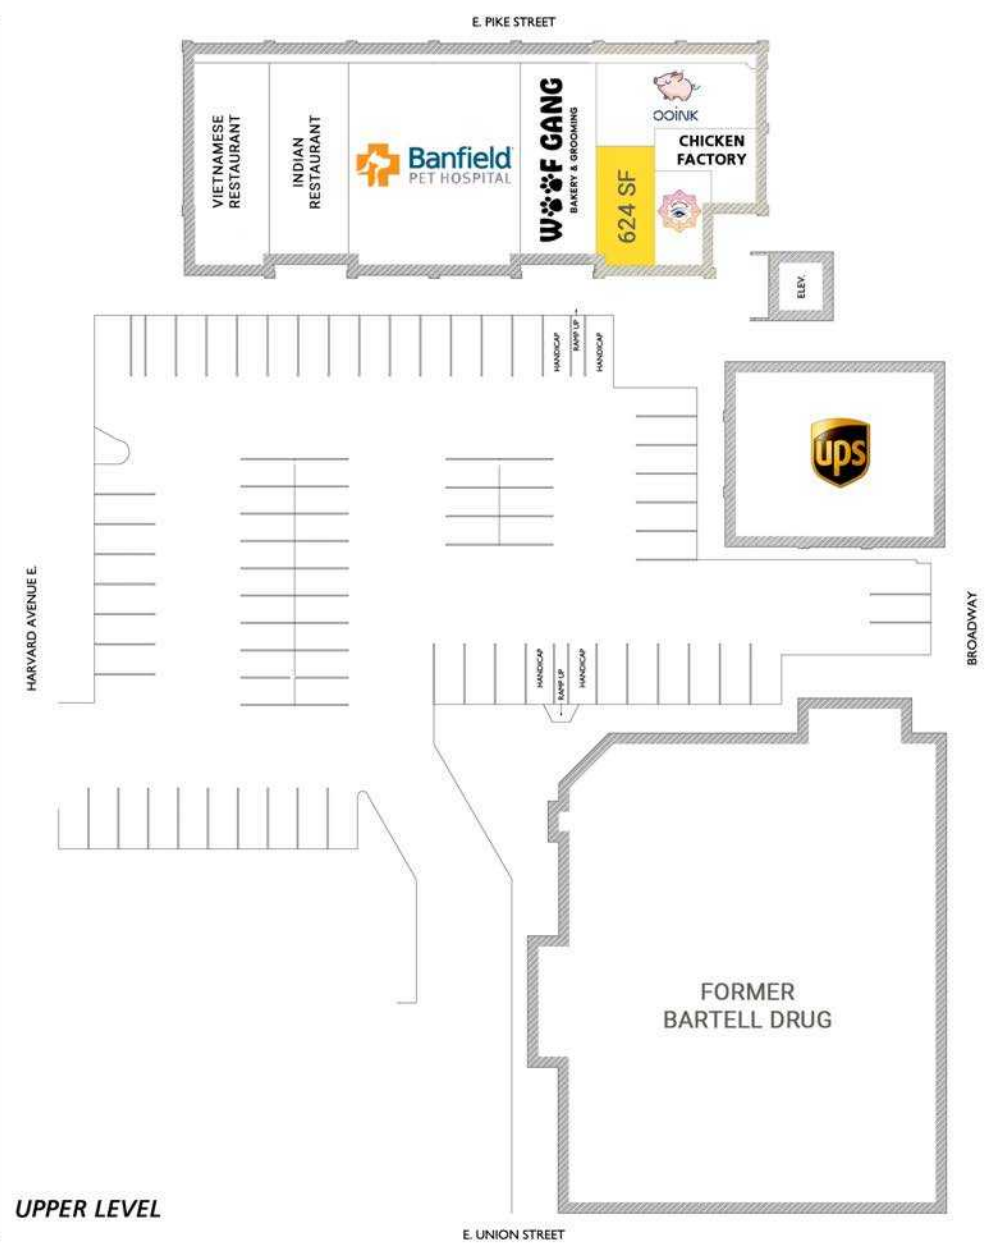 E. PIKE STREET
VIETNAMESE
RESTAURANT
INDIAN
RESTAURANT
Banfield
PET HOSPITAL
WOOF GANG
BAKERY & GROOMING
OOINK
CHICKEN
FACTORY
624 SF
ELEV.
HANDICAP
RAMP UP
HANDICAP
ups
HARVARD AVENUE E.
BROADWAY
HANDICAP
RAMP UP
HANDICAP
FORMER
BARTELL DRUG
UPPER LEVEL
E. UNION STREET